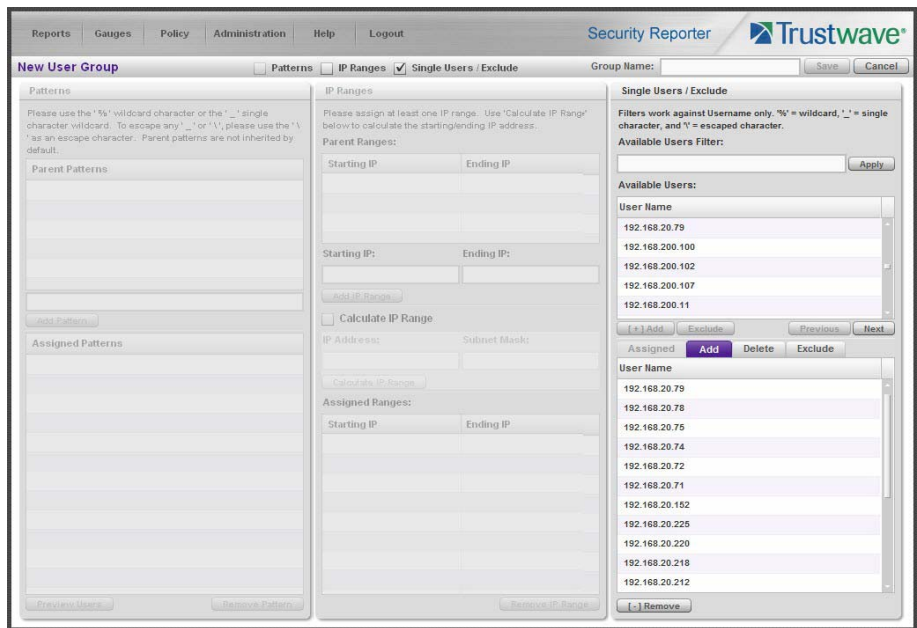 Reports Gauges Policy Administration Help Logout
Security Reporter
Trustwave®
New User Group
Patterns IP Ranges Single Users / Exclude
Group Name:
Save Cancel
Patterns
Please use the ' %' wildcard character or the ' _ ' single
character wildcard. To escape any ' _ ' or ' \', please use the ' \
' as an escape character. Parent patterns are not inherited by
default.
Parent Patterns
Add Pattern
Assigned Patterns
Preview Users Remove Pattern
IP Ranges
Please assign at least one IP range. Use 'Calculate IP Range'
below to calculate the starting/ending IP address.
Parent Ranges:
Starting IP Ending IP
Starting IP: Ending IP:
Add IP Range
Calculate IP Range
IP Address: Subnet Mask:
Calculate IP Range
Assigned Ranges:
Starting IP Ending IP
Remove IP Range
Single Users / Exclude
Filters work against Username only. '%' = wildcard, '_' = single
character, and '\' = escaped character.
Available Users Filter:
Apply
Available Users:
User Name
192.168.20.79
192.168.200.100
192.168.200.102
192.168.200.107
192.168.200.11
[+] Add Exclude Previous Next
Assigned Add Delete Exclude
User Name
192.168.20.79
192.168.20.78
192.168.20.75
192.168.20.74
192.168.20.72
192.168.20.71
192.168.20.152
192.168.20.225
192.168.20.220
192.168.20.218
192.168.20.212
[-] Remove